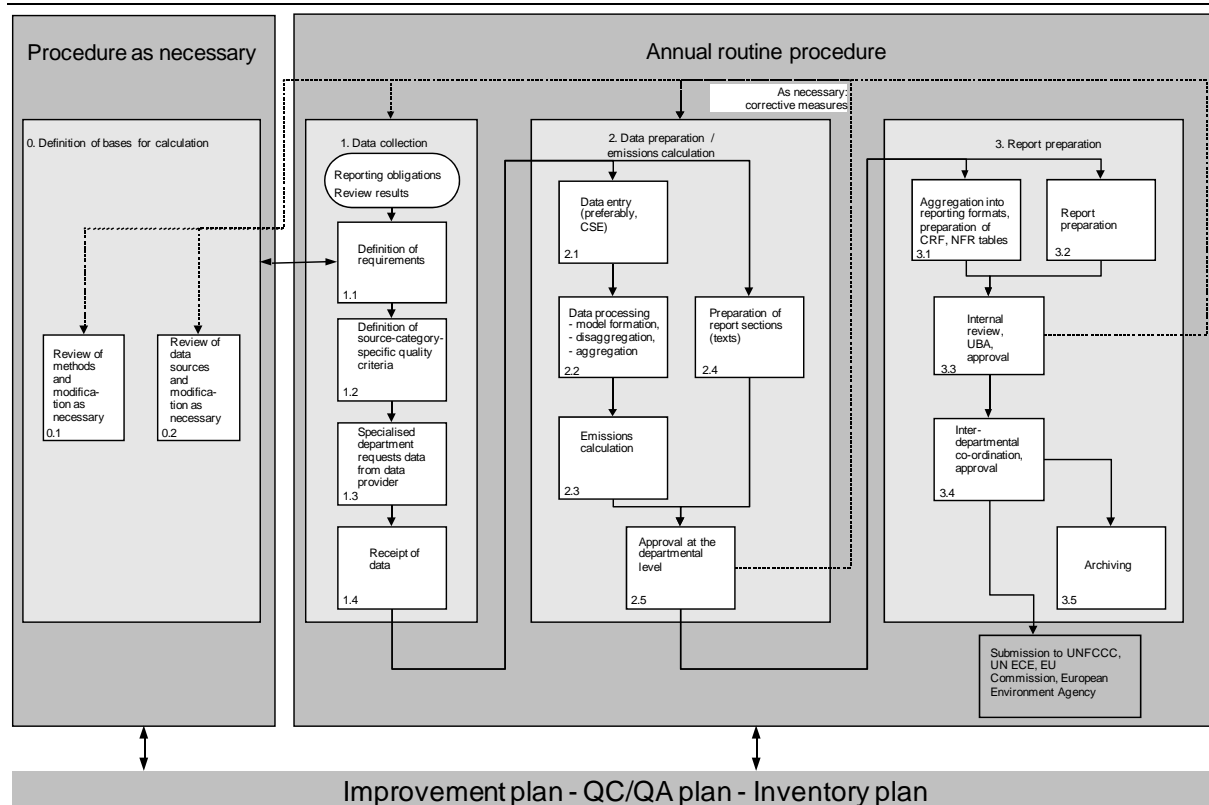 Procedure as necessary
Annual routine procedure
As necessary:
corrective measures
0. Definition of bases for calculation
Review of
methods
and
modifica-
tion as
necessary
0.1
Review of
data
sources
and
modifica-
tion as
necessary
0.2
1. Data collection
Reporting obligations
Review results
Definition of
requirements
1.1
Definition of
source-category-
specific quality
criteria
1.2
Specialised
department
requests data
from data
provider
1.3
Receipt of
data
1.4
2. Data preparation /
emissions calculation
Data entry
(preferably,
CSE)
2.1
Data processing
- model formation,
- disaggregation,
- aggregation
2.2
Emissions
calculation
2.3
Preparation of
report sections
(texts)
2.4
Approval at the
departmental
level
2.5
3. Report preparation
Aggregation into
reporting formats,
preparation of
CRF, NFR tables
3.1
Report
preparation
3.2
Internal
review,
UBA,
approval
3.3
Inter-
departmental
co-ordination,
approval
3.4
Archiving
3.5
Submission to UNFCCC,
UN ECE, EU
Commission, European
Environment Agency
Improvement plan - QC/QA plan - Inventory plan